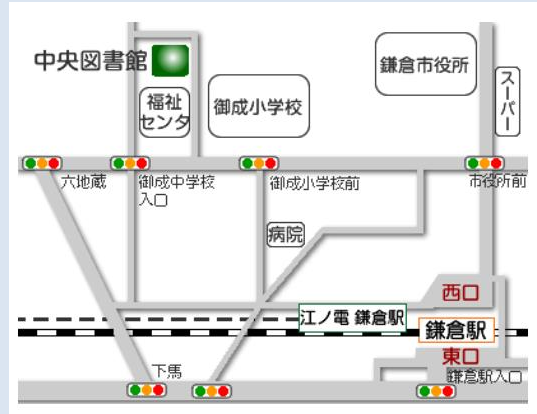 中央図書館
福祉
センタ
御成小学校
鎌倉市役所
スーパー
六地蔵
御成中学校
入口
御成小学校前
市役所前
病院
西口
江ノ電 鎌倉駅
鎌倉駅
東口
下馬
鎌倉駅入口